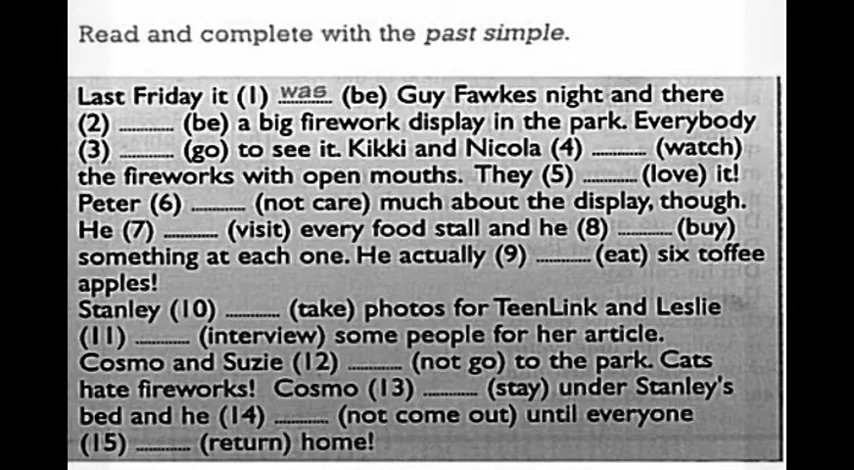 Read and complete with the past simple.
Last Friday it (1) was (be) Guy Fawkes night and there
(2) .......... (be) a big firework display in the park. Everybody
(3) .......... (go) to see it. Kikki and Nicola (4) .......... (watch)
the fireworks with open mouths. They (5) .......... (love) it!
Peter (6) .......... (not care) much about the display, though.
He (7) .......... (visit) every food stall and he (8) .......... (buy)
something at each one. He actually (9) .......... (eat) six toffee
apples!
Stanley (10) .......... (take) photos for TeenLink and Leslie
(11) .......... (interview) some people for her article.
Cosmo and Suzie (12) .......... (not go) to the park. Cats
hate fireworks! Cosmo (13) .......... (stay) under Stanley's
bed and he (14) .......... (not come out) until everyone
(15) .......... (return) home!